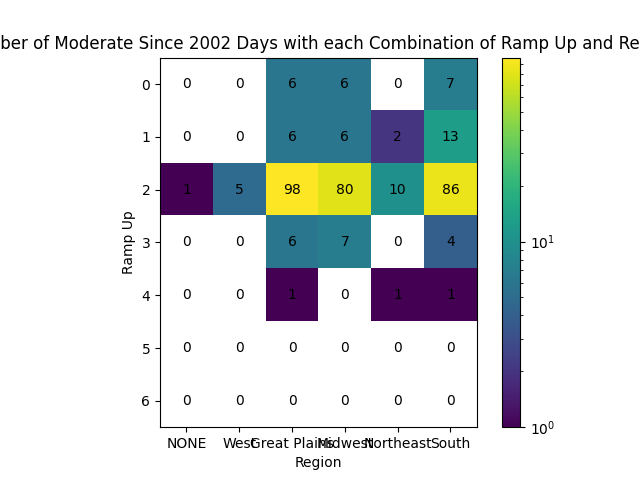 ber of Moderate Since 2002 Days with each Combination of Ramp Up and Re
0 0 0 6 6 0 7
1 0 0 6 6 2 13
2 1 5 98 80 10 86
3 0 0 6 7 0 4
4 0 0 1 0 1 1
5 0 0 0 0 0 0
6 0 0 0 0 0 0
Ramp Up
NONE West Great Plains Midwest Northeast South
Region
10¹
10⁰